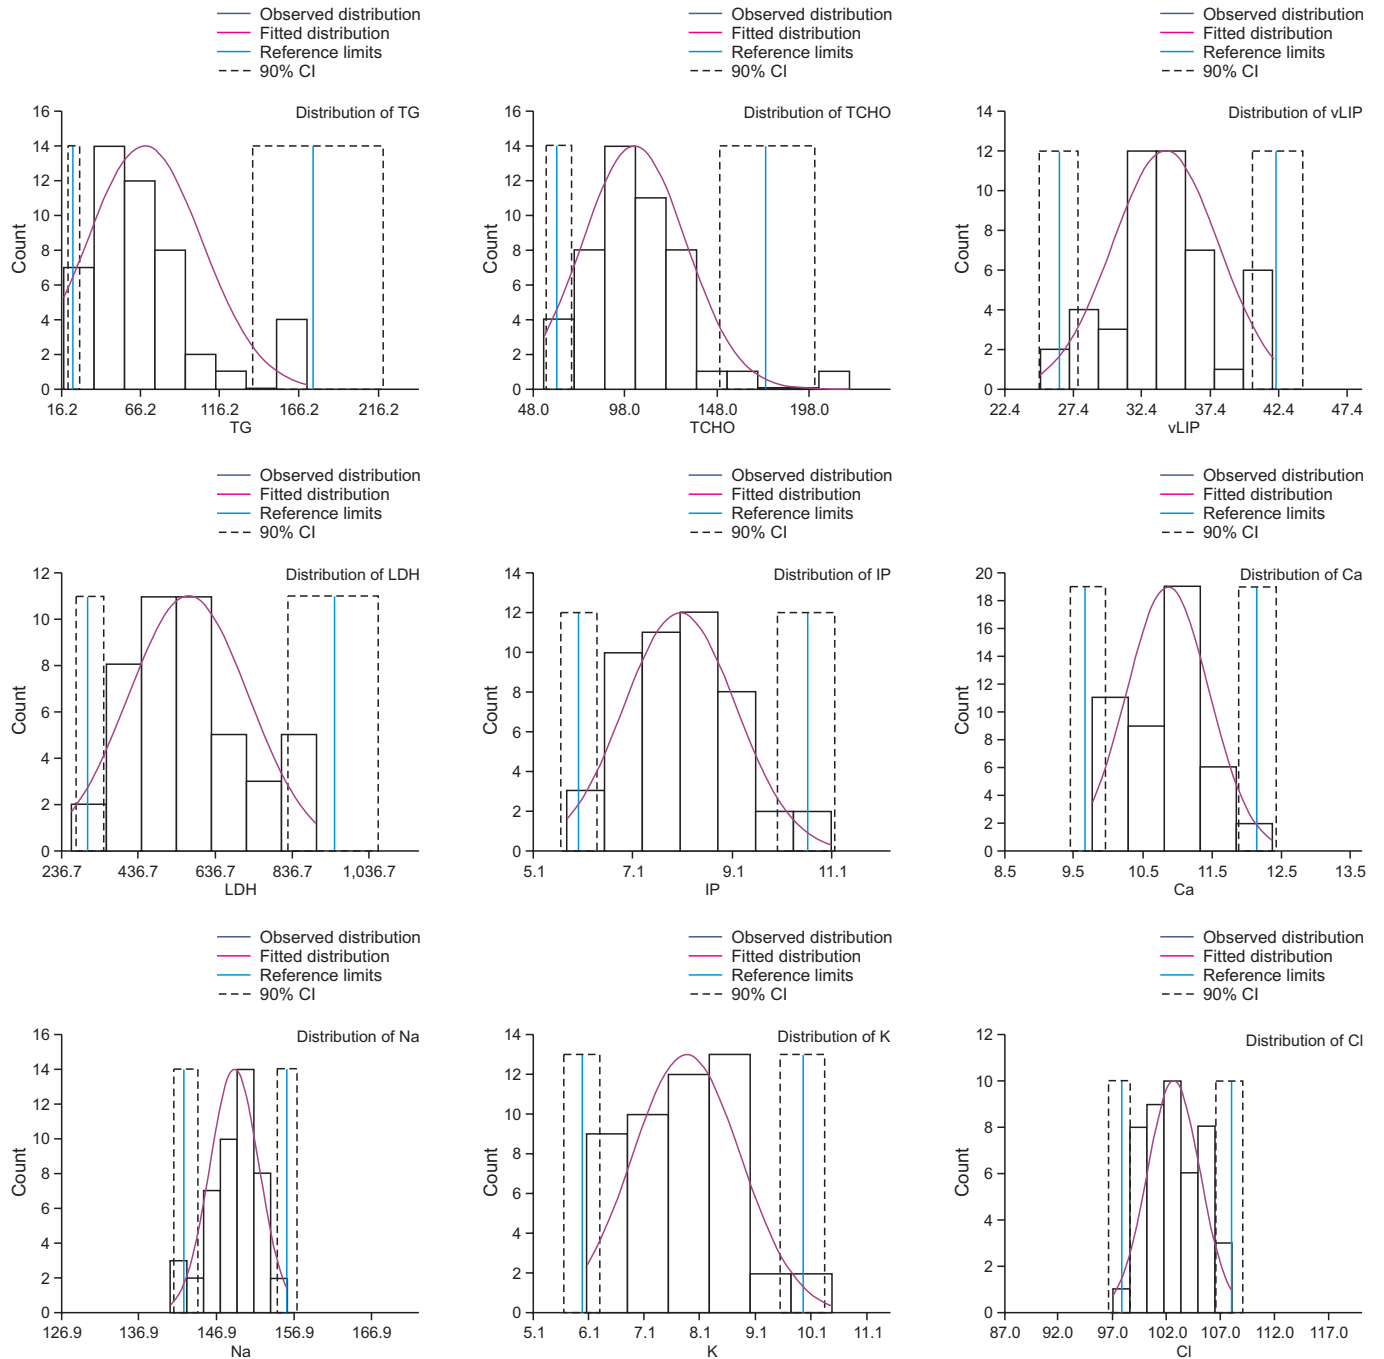 Observed distribution
Fitted distribution
Reference limits
90% CI
Distribution of TG
16
14
12
10
8
6
4
2
0
Count
16.2 66.2 116.2 166.2 216.2
TG
Observed distribution
Fitted distribution
Reference limits
90% CI
Distribution of TCHO
16
14
12
10
8
6
4
2
0
Count
48.0 98.0 148.0 198.0
TCHO
Observed distribution
Fitted distribution
Reference limits
90% CI
Distribution of vLIP
14
12
10
8
6
4
2
0
Count
22.4 27.4 32.4 37.4 42.4 47.4
vLIP
Observed distribution
Fitted distribution
Reference limits
90% CI
Distribution of LDH
12
10
8
6
4
2
0
Count
236.7 436.7 636.7 836.7 1,036.7
LDH
Observed distribution
Fitted distribution
Reference limits
90% CI
Distribution of IP
14
12
10
8
6
4
2
0
Count
5.1 7.1 9.1 11.1
IP
Observed distribution
Fitted distribution
Reference limits
90% CI
Distribution of Ca
20
18
16
14
12
10
8
6
4
2
0
Count
8.5 9.5 10.5 11.5 12.5 13.5
Ca
Observed distribution
Fitted distribution
Reference limits
90% CI
Distribution of Na
16
14
12
10
8
6
4
2
0
Count
126.9 136.9 146.9 156.9 166.9
Na
Observed distribution
Fitted distribution
Reference limits
90% CI
Distribution of K
14
12
10
8
6
4
2
0
Count
5.1 6.1 7.1 8.1 9.1 10.1 11.1
K
Observed distribution
Fitted distribution
Reference limits
90% CI
Distribution of Cl
12
10
8
6
4
2
0
Count
87.0 92.0 97.0 102.0 107.0 112.0 117.0
Cl